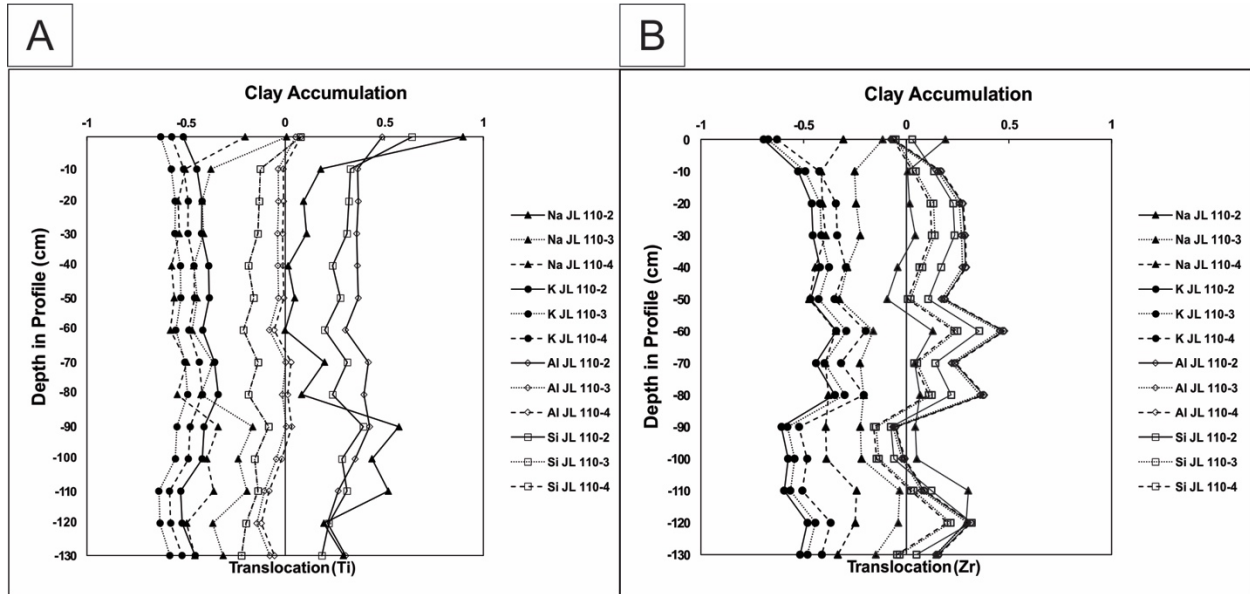 A
Clay Accumulation
-1 -0.5 0 0.5 1
Depth in Profile (cm)
0
-10
-20
-30
-40
-50
-60
-70
-80
-90
-100
-110
-120
-130
Translocation (Ti)
Na JL 110-2
Na JL 110-3
Na JL 110-4
K JL 110-2
K JL 110-3
K JL 110-4
Al JL 110-2
Al JL 110-3
Al JL 110-4
Si JL 110-2
Si JL 110-3
Si JL 110-4
B
Clay Accumulation
-1 -0.5 0 0.5 1
Depth in Profile (cm)
0
-10
-20
-30
-40
-50
-60
-70
-80
-90
-100
-110
-120
-130
Translocation (Zr)
Na JL 110-2
Na JL 110-3
Na JL 110-4
K JL 110-2
K JL 110-3
K JL 110-4
Al JL 110-2
Al JL 110-3
Al JL 110-4
Si JL 110-2
Si JL 110-3
Si JL 110-4